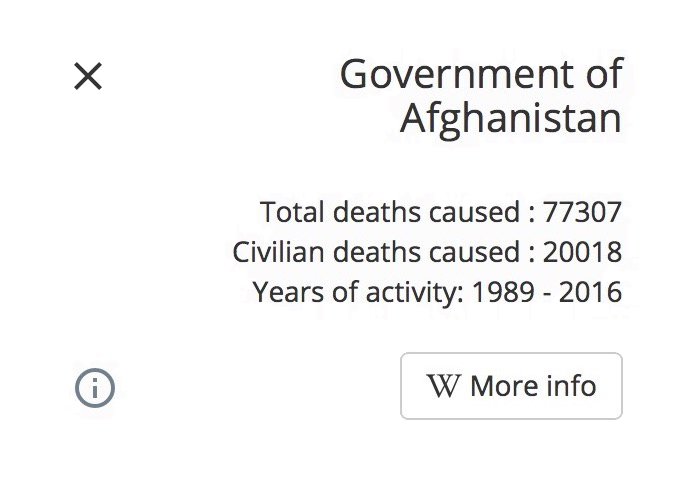 Government of
Afghanistan
Total deaths caused : 77307
Civilian deaths caused : 20018
Years of activity: 1989 - 2016
W More info